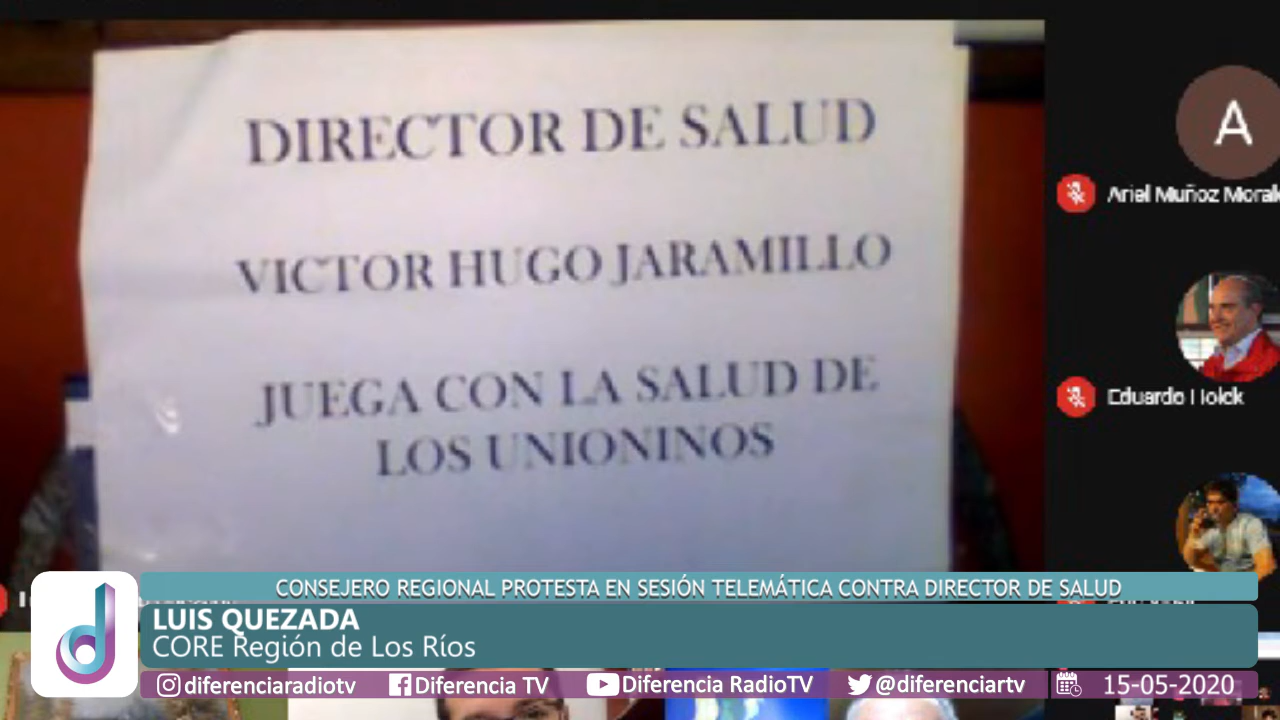 DIRECTOR DE SALUD
VICTOR HUGO JARAMILLO
JUEGA CON LA SALUD DE
LOS UNIONINOS
A
Ariel Muñoz
Eduardo
CONSEJERO REGIONAL PROTESTA EN SESIÓN TELEMÁTICA CONTRA DIRECTOR DE SALUD
LUIS QUEZADA
CORE Región de Los Ríos
diferenciaradiotv
Diferencia TV
Diferencia RadioTV
@diferenciartv
15-05-2020